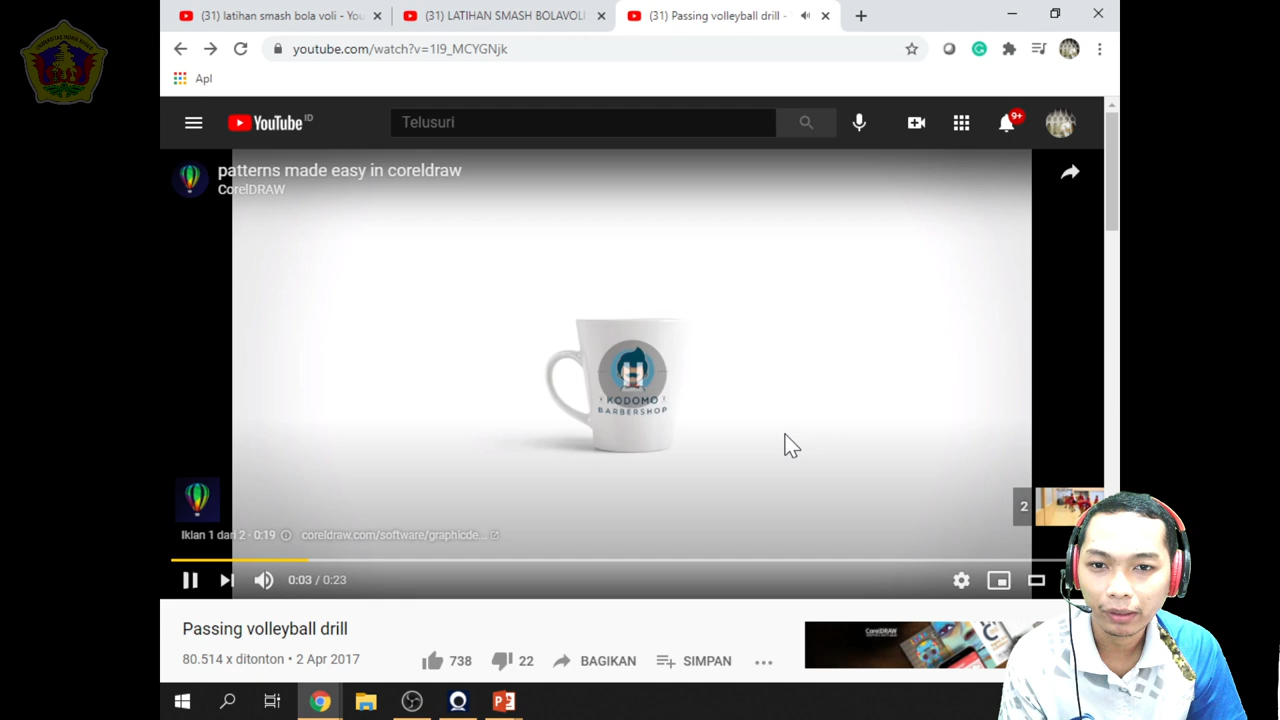 (31) latihan smash bola voli - You
(31) LATIHAN SMASH BOLAVOLI
(31) Passing volleyball drill -
youtube.com/watch?v=1I9_MCYGNjk
Apl
YouTube ID
Telusuri
9+
patterns made easy in coreldraw
CorelDRAW
KODOMO
BARBERSHOP
2
Iklan 1 dari 2 · 0:19
coreldraw.com/software/graphicde...
0:03 / 0:23
Passing volleyball drill
80.514 x ditonton • 2 Apr 2017
738
22
BAGIKAN
SIMPAN
CorelDRAW